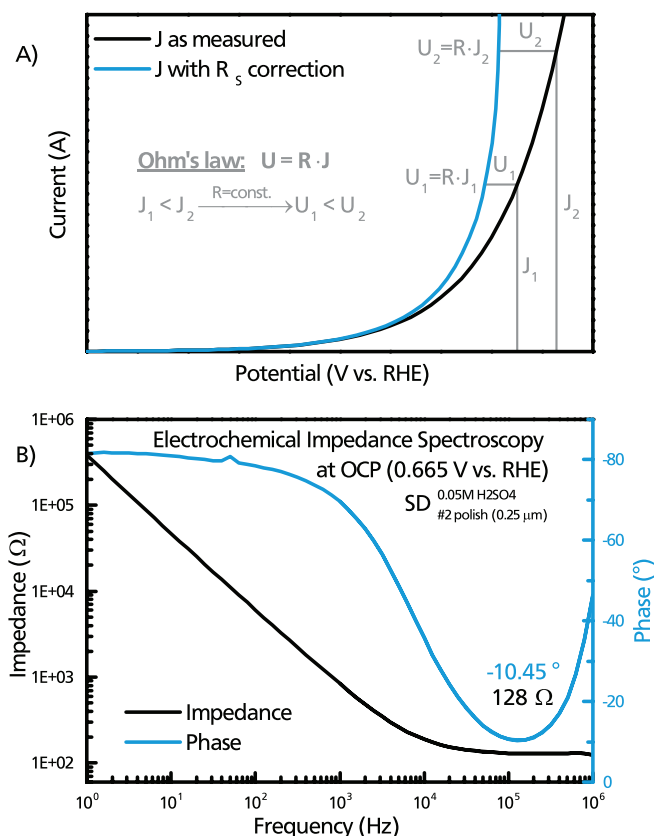 A)
J as measured
J with R S correction
U2=R·J2
U2
Ohm's law: U = R · J
J1 < J2 R=const. U1 < U2
U1=R·J1
U1
J2
J1
Current (A)
Potential (V vs. RHE)
B)
Electrochemical Impedance Spectroscopy
at OCP (0.665 V vs. RHE)
SD 0.05M H2SO4
#2 polish (0.25 µm)
1E+06
1E+05
1E+04
1E+03
1E+02
Impedance (Ω)
-80
-60
-40
-20
0
Phase (°)
-10.45 °
128 Ω
Impedance
Phase
10^0 10^1 10^2 10^3 10^4 10^5 10^6
Frequency (Hz)